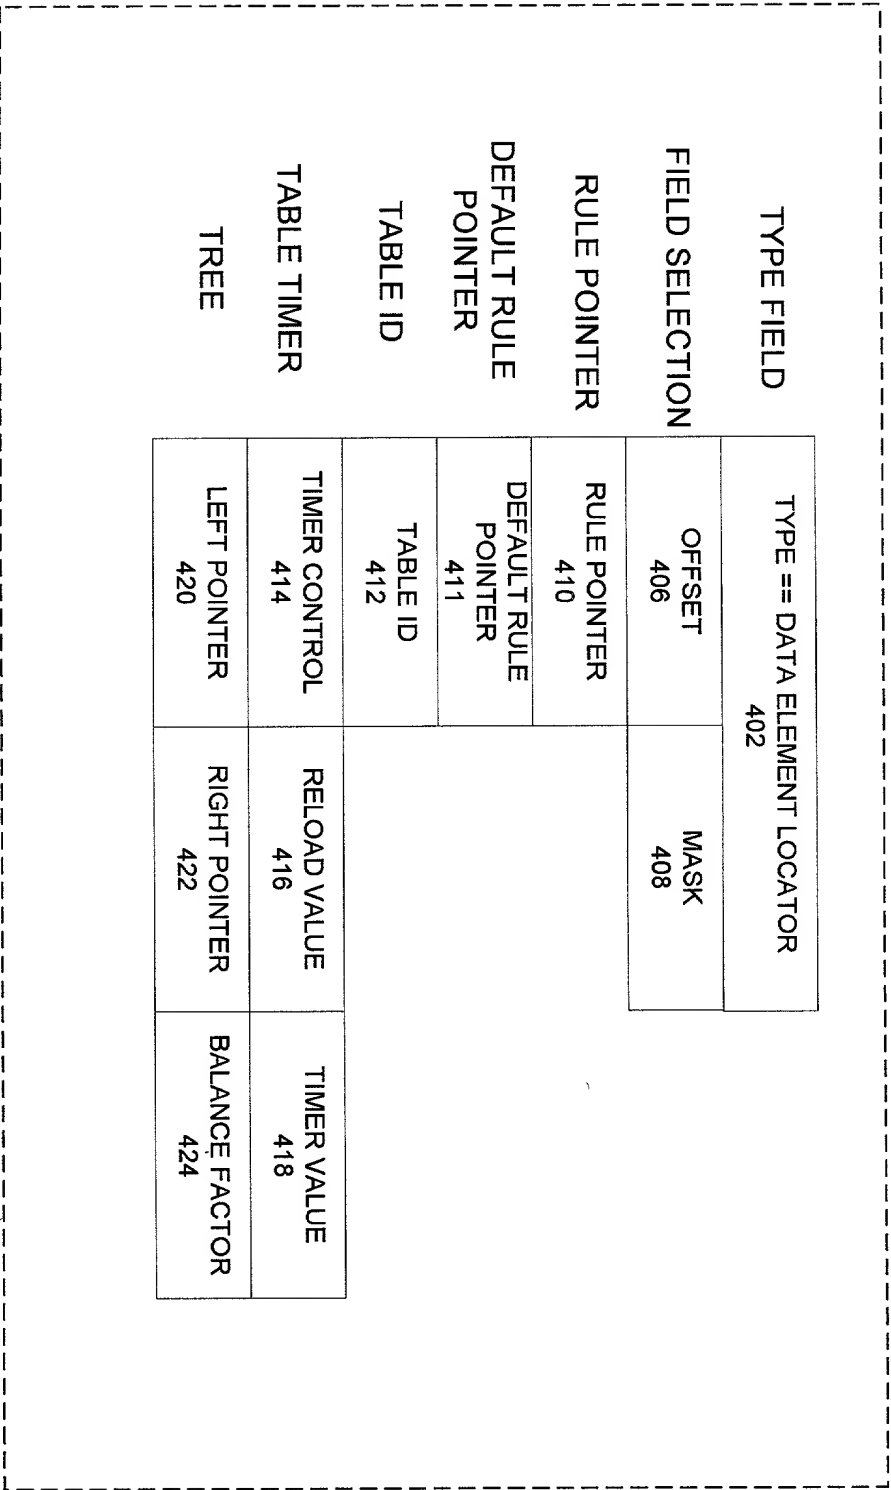 TYPE FIELD
TYPE == DATA ELEMENT LOCATOR
402
FIELD SELECTION
OFFSET
406
MASK
408
RULE POINTER
RULE POINTER
410
DEFAULT RULE
POINTER
DEFAULT RULE
POINTER
411
TABLE ID
TABLE ID
412
TABLE TIMER
TIMER CONTROL
414
RELOAD VALUE
416
TIMER VALUE
418
TREE
LEFT POINTER
420
RIGHT POINTER
422
BALANCE FACTOR
424